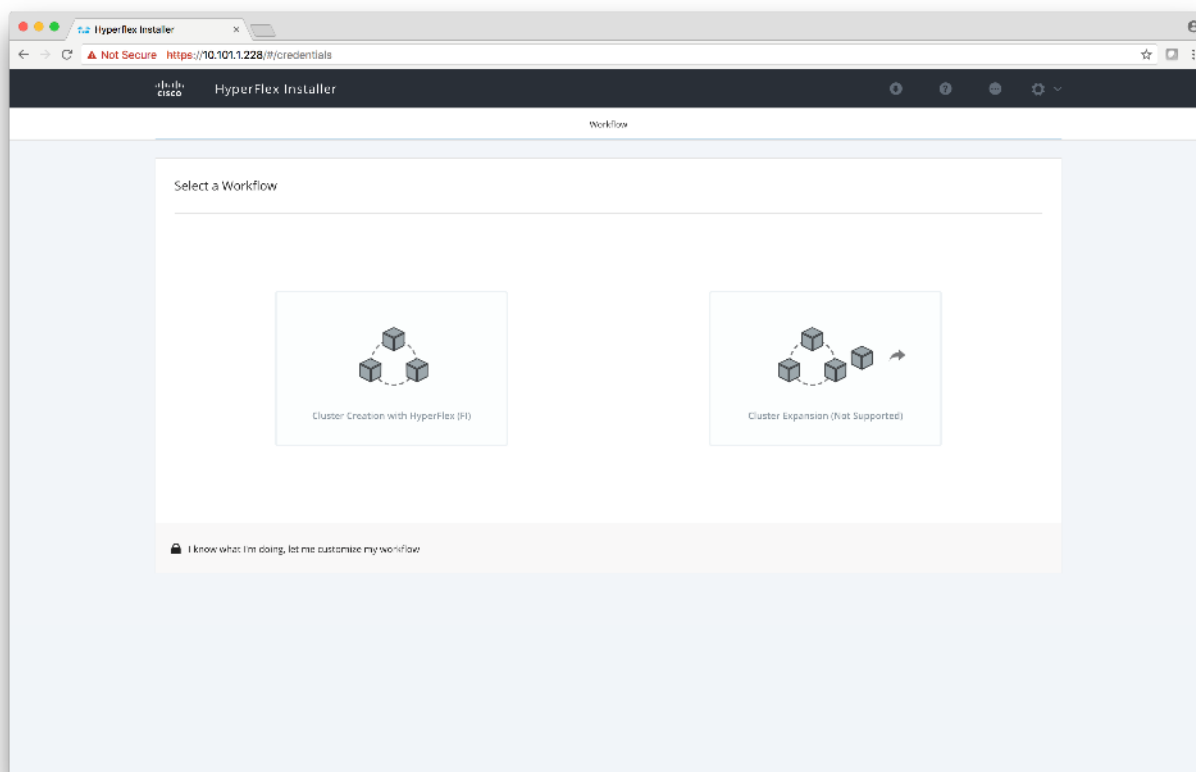 Hyperflex Installer
Not Secure https://10.101.1.228/#/credentials
CISCO HyperFlex Installer
Workflow
Select a Workflow
Cluster Creation with HyperFlex (FI)
Cluster Expansion (Not Supported)
I know what I'm doing, let me customize my workflow